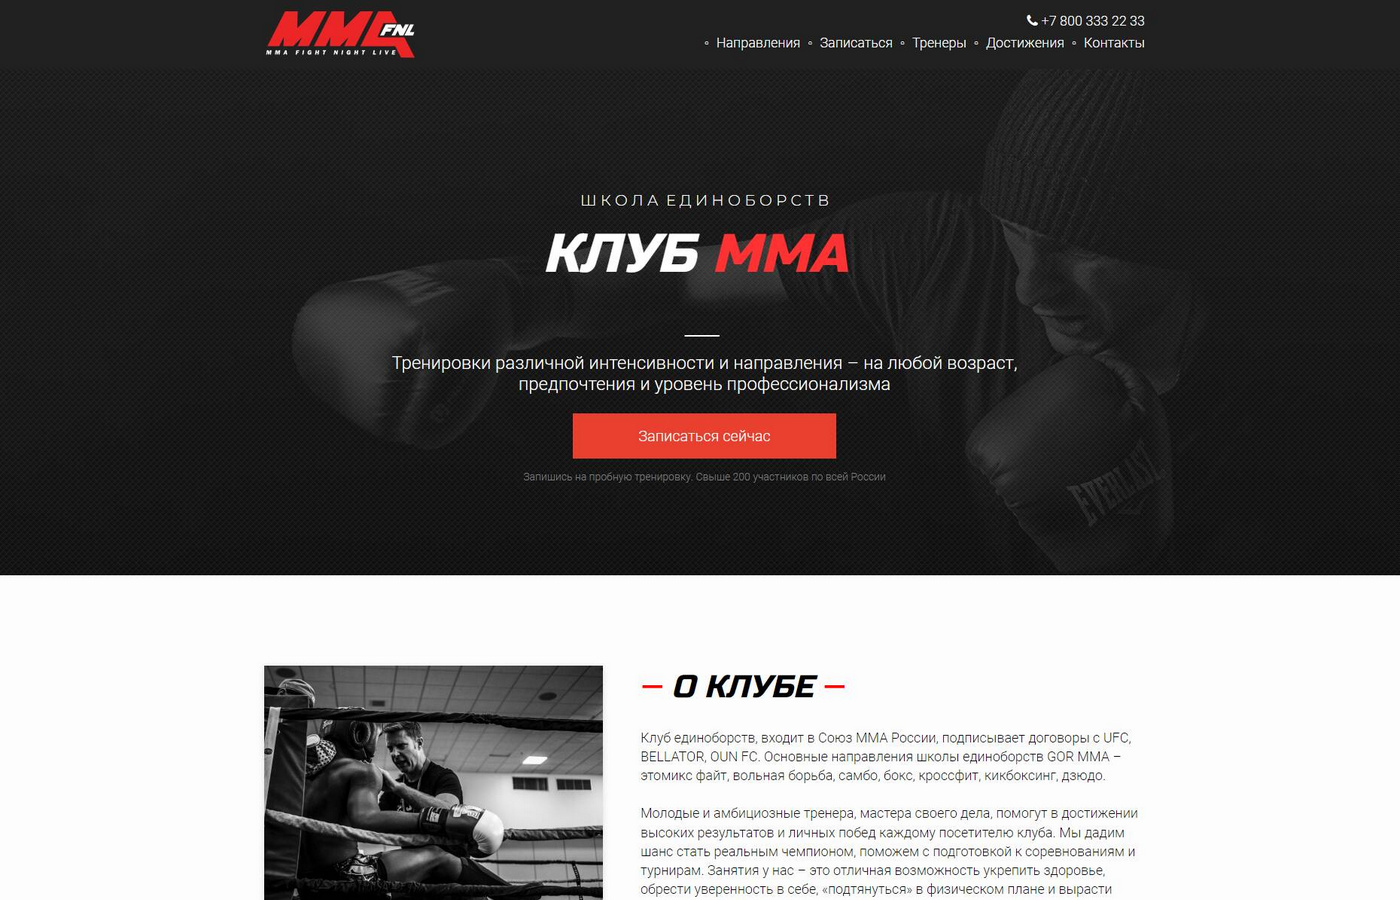 MMA FNL
MMA FIGHT NIGHT LIVE
+7 800 333 22 33
Направления
Записаться
Тренеры
Достижения
Контакты
ШКОЛА ЕДИНОБОРСТВ
КЛУБ ММА
Тренировки различной интенсивности и направления – на любой возраст,
предпочтения и уровень профессионализма
Записаться сейчас
Запишись на пробную тренировку. Свыше 200 участников по всей России
EVERLAST
О КЛУБЕ
Клуб единоборств, входит в Союз ММА России, подписывает договоры с UFC,
BELLATOR, OUN FC. Основные направления школы единоборств GOR MMA –
этомикс файт, вольная борьба, самбо, бокс, кроссфит, кикбоксинг, дзюдо.
Молодые и амбициозные тренера, мастера своего дела, помогут в достижении
высоких результатов и личных побед каждому посетителю клуба. Мы дадим
шанс стать реальным чемпионом, поможем с подготовкой к соревнованиям и
турнирам. Занятия у нас – это отличная возможность укрепить здоровье,
обрести уверенность в себе, «подтянуться» в физическом плане и вырасти